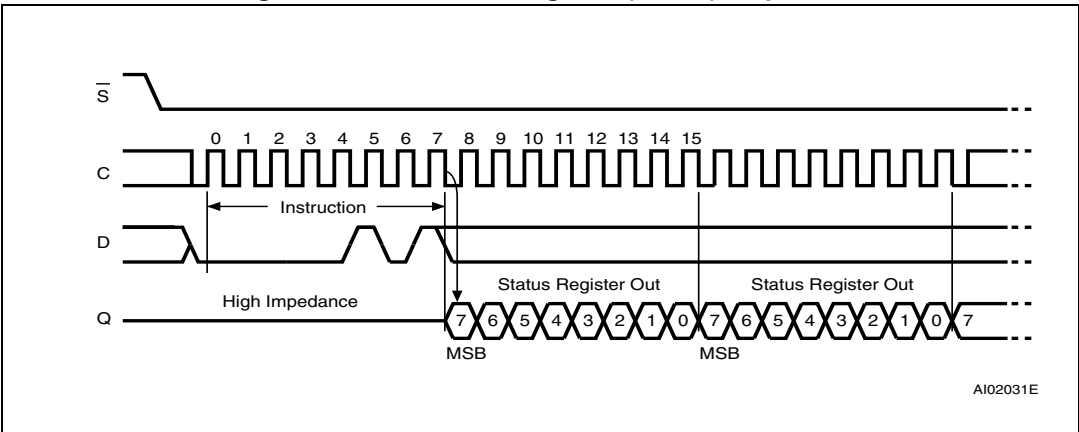 S
0 1 2 3 4 5 6 7 8 9 10 11 12 13 14 15
C
Instruction
D
Status Register Out Status Register Out
High Impedance
Q 7 6 5 4 3 2 1 0 7 6 5 4 3 2 1 0 7
MSB MSB
AI02031E